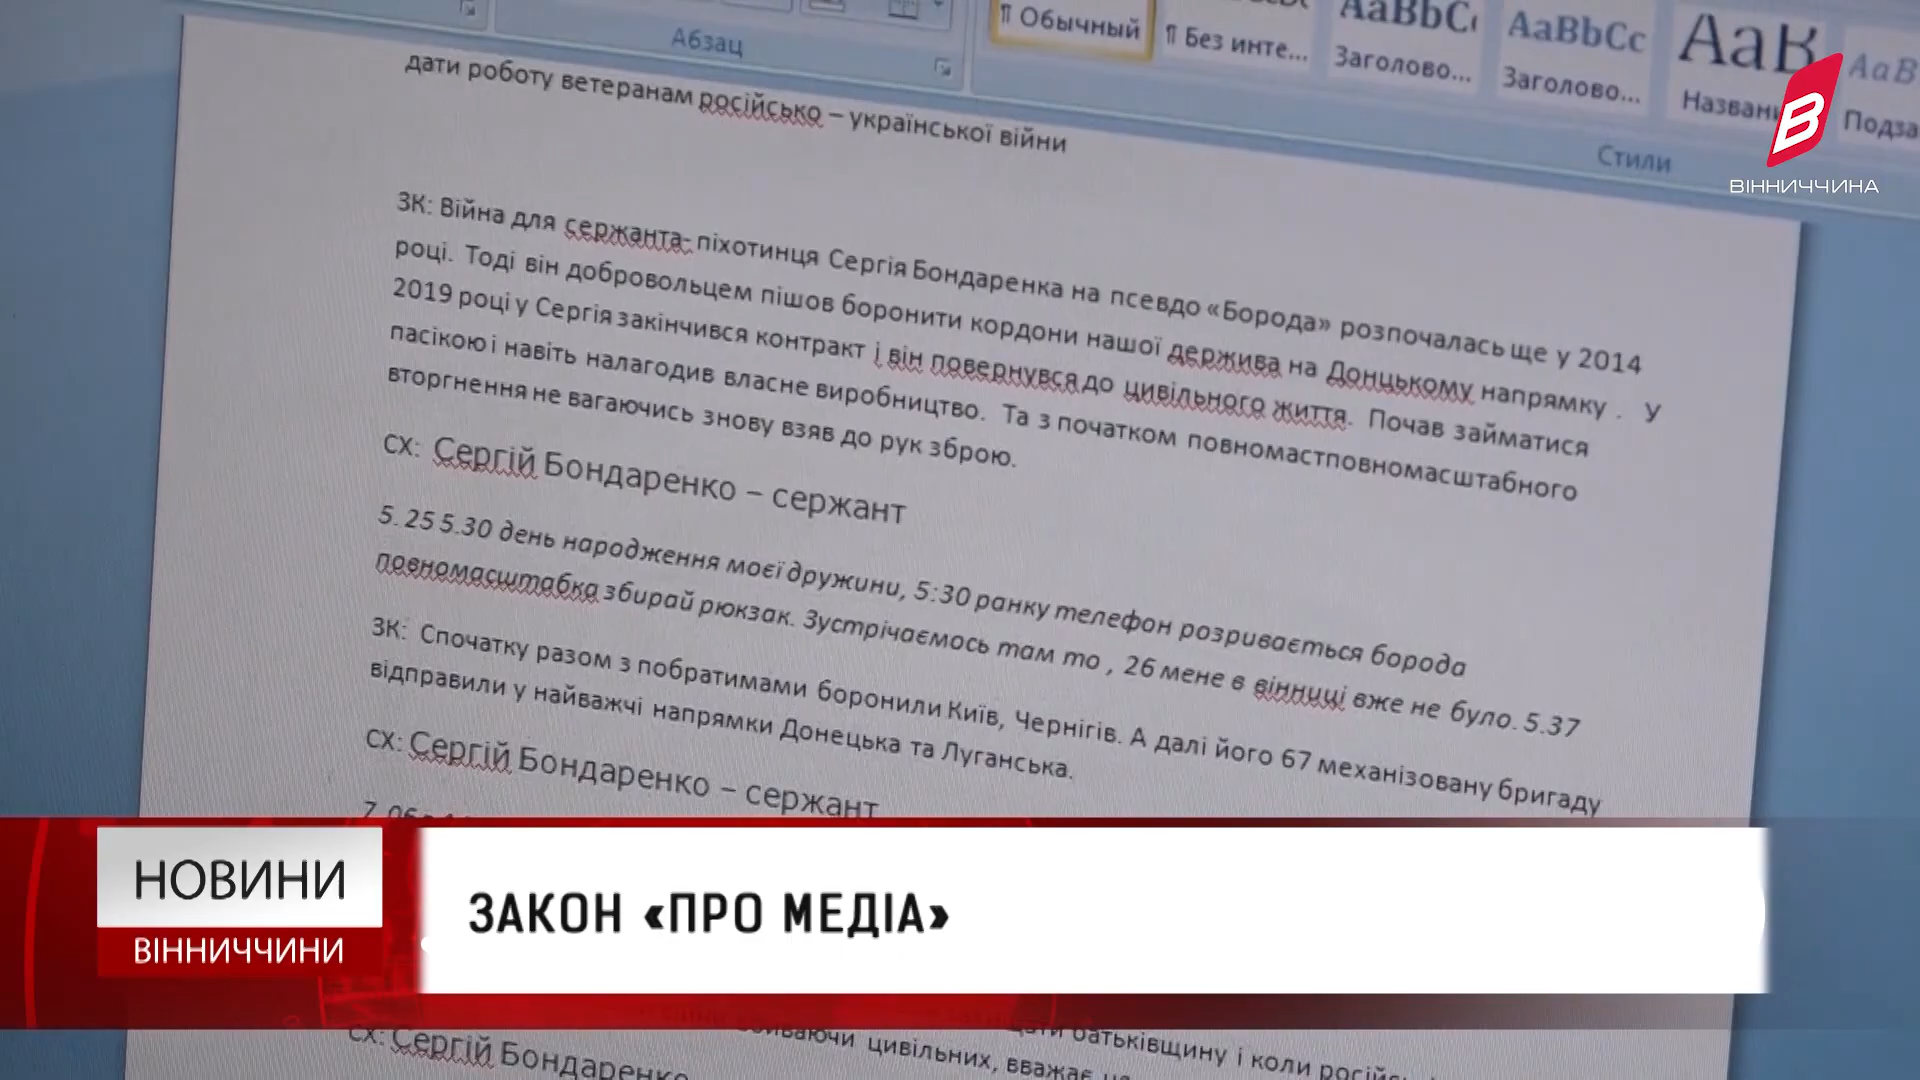 Абзац
¶ Обычный
¶ Без инте...
AaBbC
Заголово...
AaBbCc
Заголово...
АаВ
Названи
АаВ
Подза
Стили
ВІННИЧЧИНА
дати роботу ветеранам російсько – української війни
ЗК: Війна для сержанта- піхотинця Сергія Бондаренка на псевдо «Борода» розпочалась ще у 2014
році. Тоді він добровольцем пішов боронити кордони нашої держива на Донцькому напрямку . У
2019 році у Сергія закінчився контракт і він повернувся до цивільного життя. Почав займатися
пасікою і навіть налагодив власне виробництво. Та з початком повномастповномасштабного
вторгнення не вагаючись знову взяв до рук зброю.
СХ: Сергій Бондаренко – сержант
5. 25 5.30 день народження моєї дружини, 5:30 ранку телефон розривається борода
повномасштабка збирай рюкзак. Зустрічаємось там то , 26 мене в вінниці вже не було. 5.37
ЗК: Спочатку разом з побратимами боронили Київ, Чернігів. А далі його 67 механізовану бригаду
відправили у найважчі напрямки Донецька та Луганська.
СХ: Сергій Бондаренко – сержант
НОВИНИ
ВІННИЧЧИНИ
ЗАКОН «ПРО МЕДІА»
батьківщину і коли
цивільних, вважає
СХ: Сергій Бондаренко